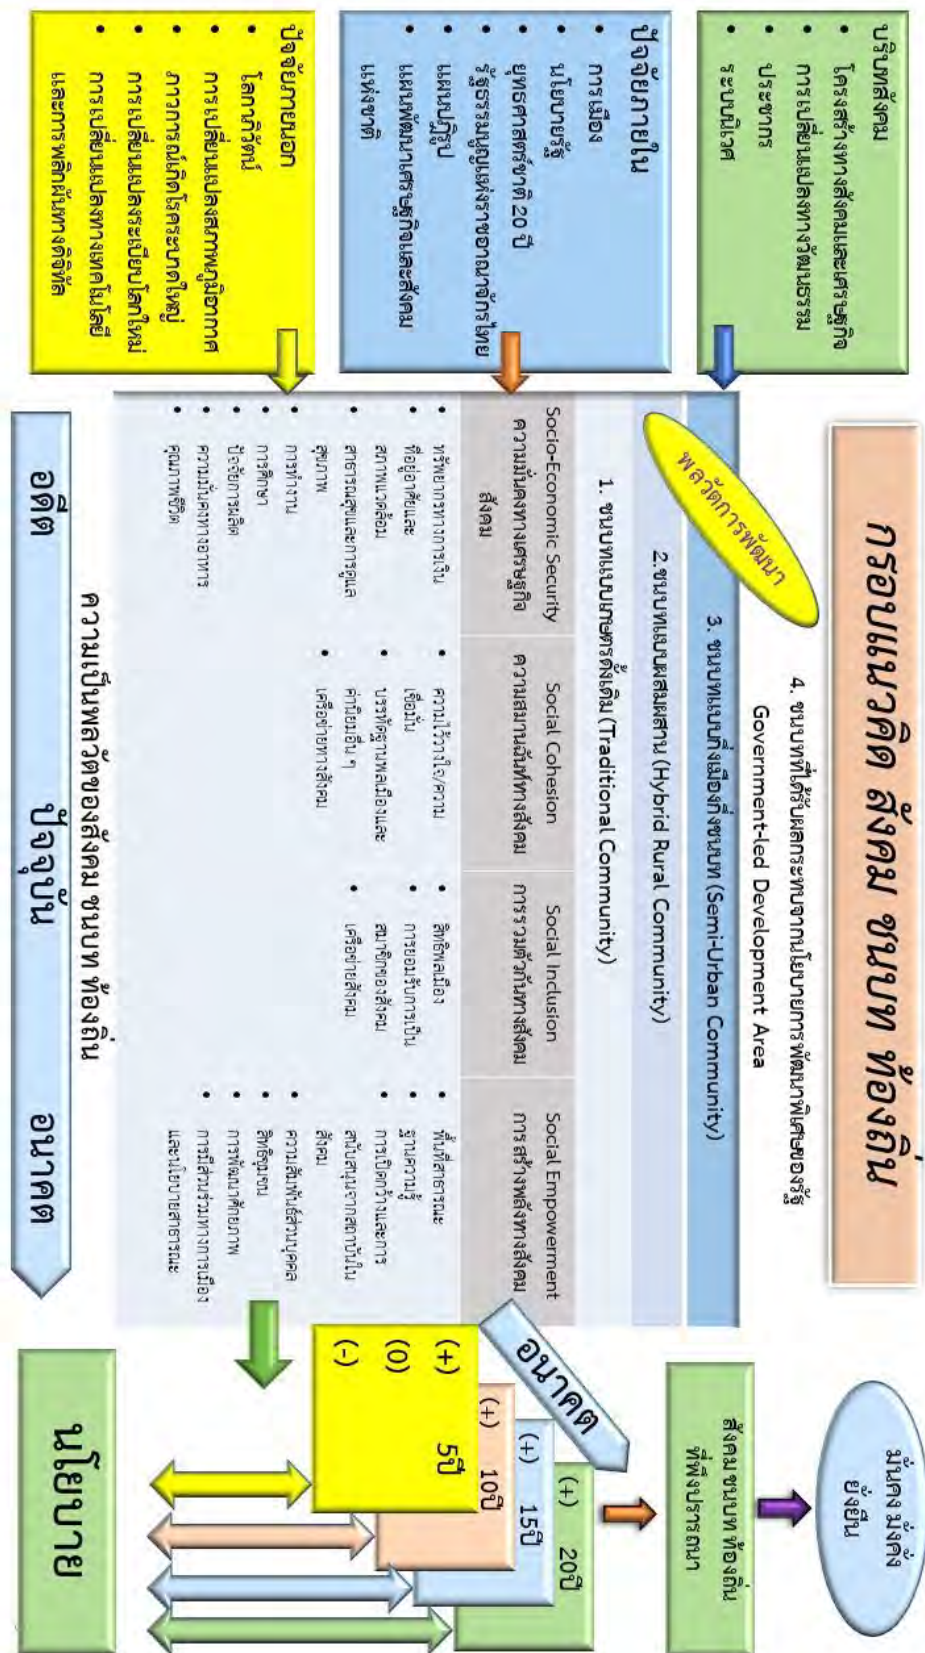 กรอบแนวคิด สังคม ชนบท ท้องถิ่น
บริบทสังคม
• โครงสร้างทางสังคมและเศรษฐกิจ
• การเปลี่ยนแปลงทางวัฒนธรรม
• ประชากร
• ระบบนิเวศ
ปัจจัยภายใน
• การเมือง
• นโยบายรัฐ
• ยุทธศาสตร์ชาติ 20 ปี
รัฐธรรมนูญแห่งราชอาณาจักรไทย
• แผนปฏิรูป
• แผนพัฒนาเศรษฐกิจและสังคม
แห่งชาติ
ปัจจัยภายนอก
• โลกาภิวัตน์
• การเปลี่ยนแปลงสภาพภูมิอากาศ
• ภาวการณ์เกิดโรคระบาดใหญ่
• การเปลี่ยนแปลงระเบียบโลกใหม่
• การเปลี่ยนแปลงทางเทคโนโลยี
และการพลิกผันทางดิจิทัล
พลวัตการพัฒนา
4. ชนบทที่ได้รับผลกระทบจากนโยบายการพัฒนาพิเศษของรัฐ
Government-led Development Area
3. ชนบทแบบกึ่งเมืองกึ่งชนบท (Semi-Urban Community)
2.ชนบทแบบผสมผสาน (Hybrid Rural Community)
1. ชนบทแบบเกษตรดั้งเดิม (Traditional Community)
Socio-Economic Security
ความมั่นคงทางเศรษฐกิจ
สังคม
• ทรัพยากรทางการเงิน
• ที่อยู่อาศัยและ
สภาพแวดล้อม
• สาธารณสุขและการดูแล
สุขภาพ
• การทำงาน
• การศึกษา
• ปัจจัยการผลิต
• ความมั่นคงทางอาหาร
• คุณภาพชีวิต
Social Cohesion
ความสมานฉันท์ทางสังคม
• ความไว้วางใจ/ความ
เชื่อมั่น
• บรรทัดฐานพลเมืองและ
ค่านิยมอื่น ๆ
• เครือข่ายทางสังคม
Social Inclusion
การรวมตัวกันทางสังคม
• สิทธิพลเมือง
• การยอมรับการเป็น
สมาชิกของสังคม
• เครือข่ายสังคม
Social Empowerment
การสร้างพลังทางสังคม
• พื้นที่สาธารณะ
• ฐานความรู้
• การเปิดกว้างและการ
สนับสนุนจากสถาบันใน
สังคม
• ความสัมพันธ์ส่วนบุคคล
• สิทธิชุมชน
• การพัฒนาศักยภาพ
• การมีส่วนร่วมทางการเมือง
และนโยบายสาธารณะ
ความเป็นพลวัตของสังคม ชนบท ท้องถิ่น
อดีต
ปัจจุบัน
อนาคต
มั่นคง มั่งคั่ง
ยั่งยืน
สังคม ชนบท ท้องถิ่น
ที่พึงปรารถนา
อนาคต
(+) 20ปี
(+) 15ปี
(+) 10ปี
(+) 5ปี
(0)
(-)
นโยบาย